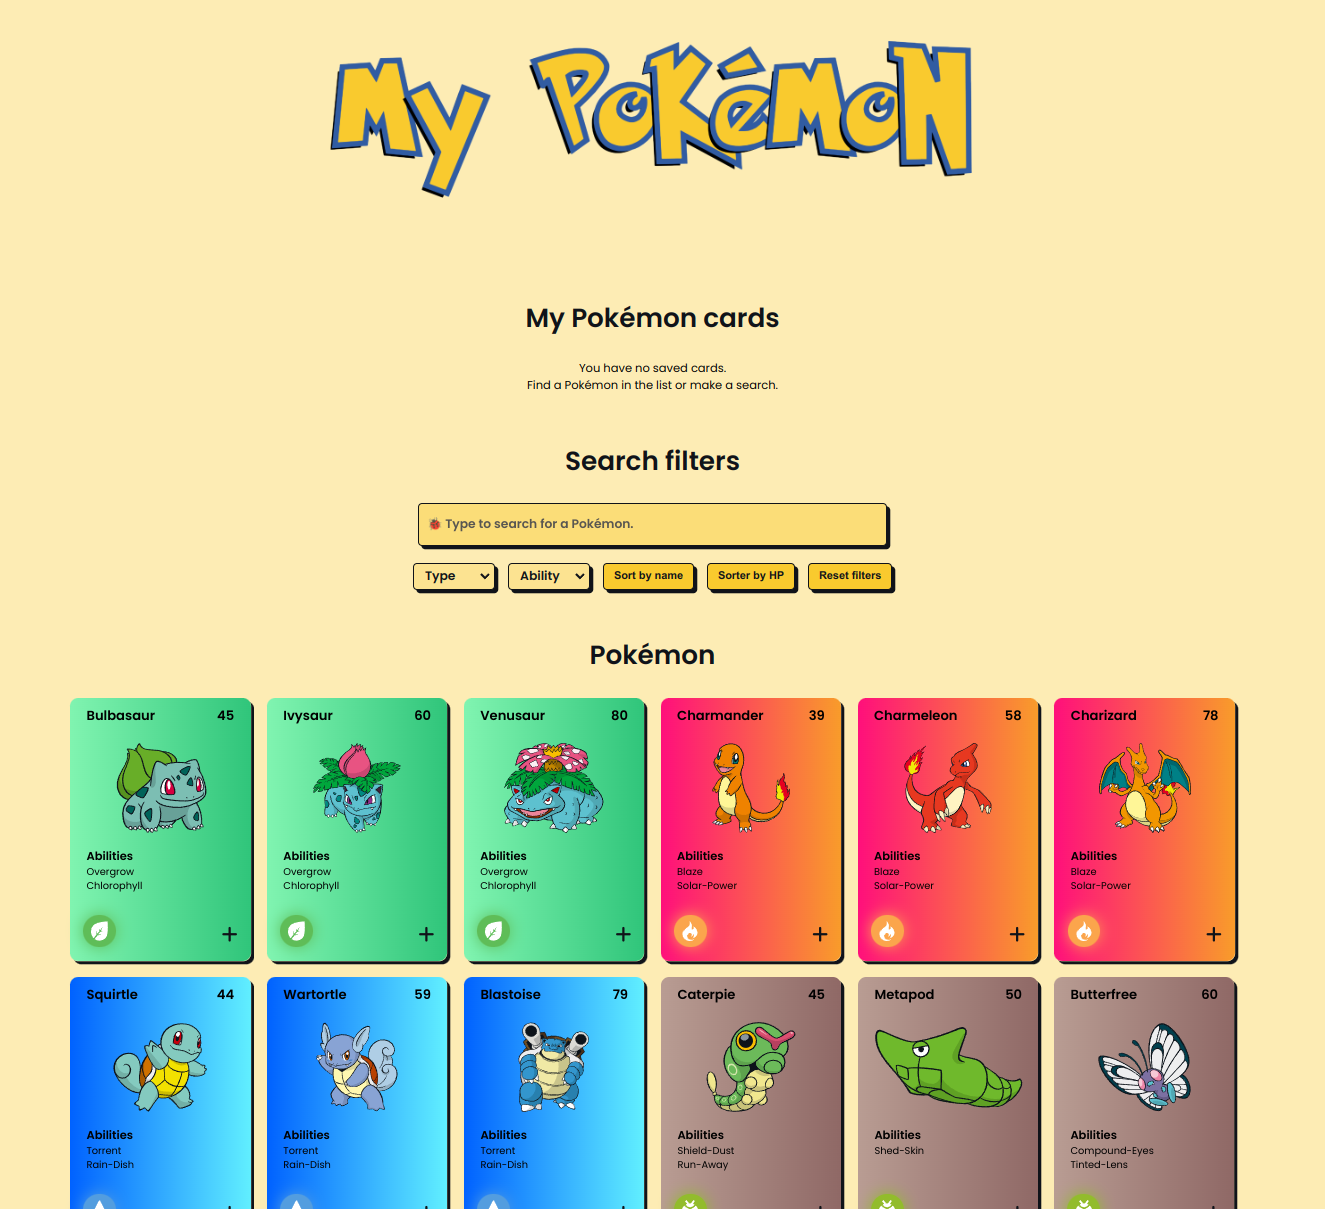 My Pokémon
My Pokémon cards
You have no saved cards.
Find a Pokémon in the list or make a search.
Search filters
🐞 Type to search for a Pokémon.
Type Ability Sort by name Sorter by HP Reset filters
Pokémon
Bulbasaur 45
Abilities
Overgrow
Chlorophyll
+
Ivysaur 60
Abilities
Overgrow
Chlorophyll
+
Venusaur 80
Abilities
Overgrow
Chlorophyll
+
Charmander 39
Abilities
Blaze
Solar-Power
+
Charmeleon 58
Abilities
Blaze
Solar-Power
+
Charizard 78
Abilities
Blaze
Solar-Power
+
Squirtle 44
Abilities
Torrent
Rain-Dish
Wartortle 59
Abilities
Torrent
Rain-Dish
Blastoise 79
Abilities
Torrent
Rain-Dish
Caterpie 45
Abilities
Shield-Dust
Run-Away
Metapod 50
Abilities
Shed-Skin
Butterfree 60
Abilities
Compound-Eyes
Tinted-Lens